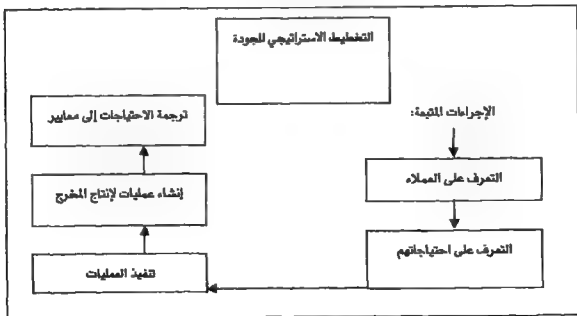 التخطيط الاستراتيجي للجودة
الإجراءات المتبعة:
التعرف على العملاء
التعرف على احتياجاتهم
تنفيذ العمليات
إنشاء عمليات لإنتاج المخرج
ترجمة الاحتياجات إلى معايير